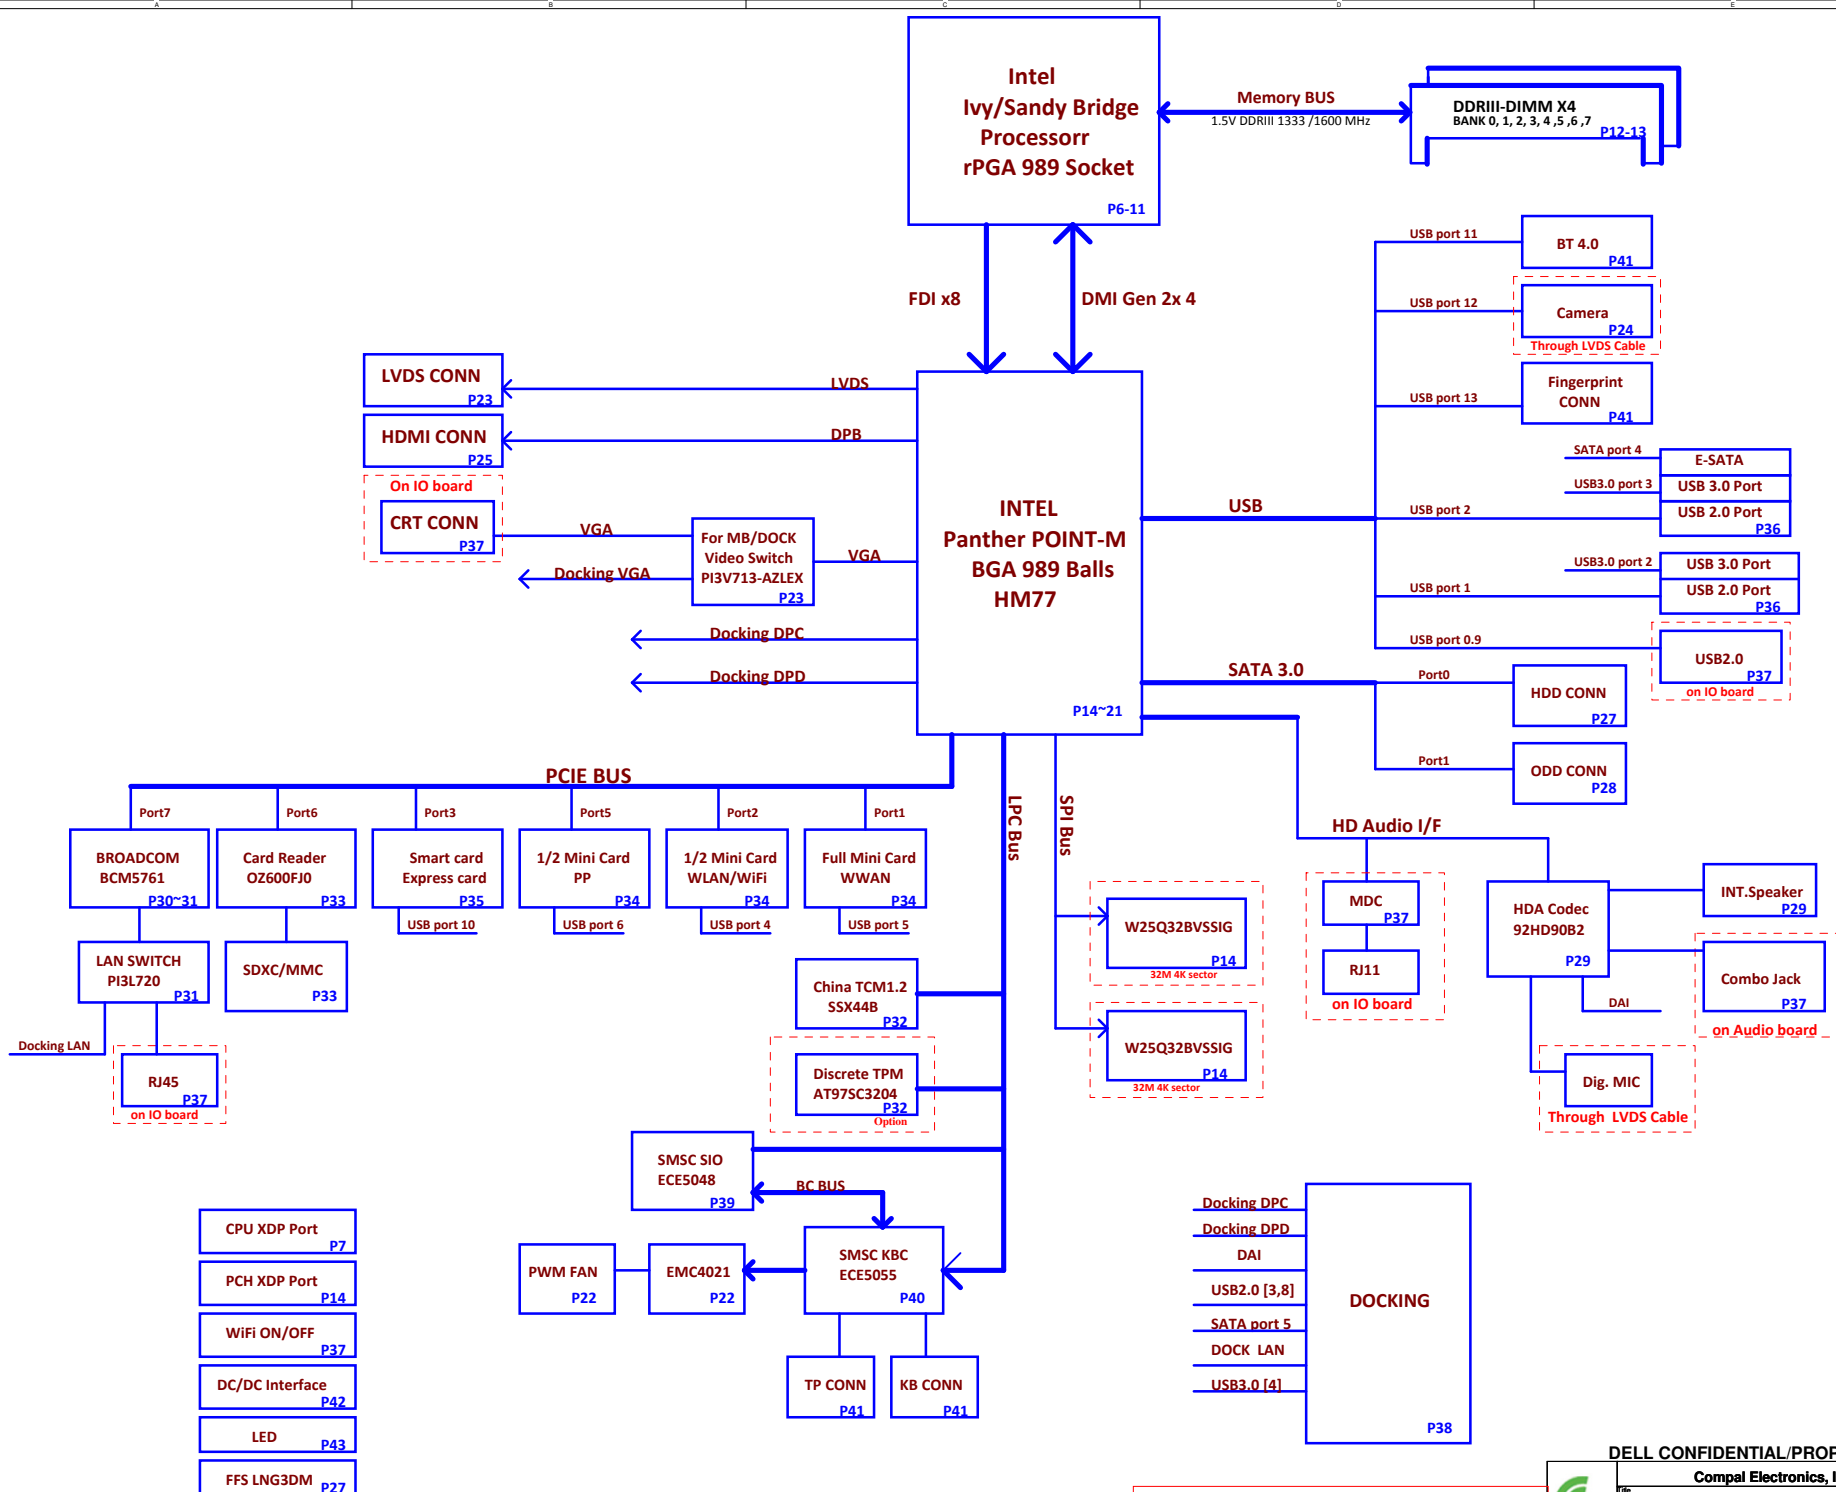 A
B
C
D
E
Intel
Ivy/Sandy Bridge
Processorr
rPGA 989 Socket
P6-11
Memory BUS
1.5V DDRIII 1333 /1600 MHz
DDRIII-DIMM X4
BANK 0, 1, 2, 3, 4 ,5 ,6 ,7
P12-13
FDI x8
DMI Gen 2x 4
USB port 11
BT 4.0
P41
USB port 12
Camera
P24
Through LVDS Cable
USB port 13
Fingerprint
CONN
P41
SATA port 4
E-SATA
USB3.0 port 3
USB 3.0 Port
USB port 2
USB 2.0 Port
P36
USB3.0 port 2
USB 3.0 Port
USB port 1
USB 2.0 Port
P36
USB port 0.9
USB2.0
P37
on IO board
USB
LVDS CONN
P23
LVDS
HDMI CONN
P25
DPB
On IO board
CRT CONN
P37
VGA
For MB/DOCK
Video Switch
PI3V713-AZLEX
P23
VGA
Docking VGA
Docking DPC
Docking DPD
INTEL
Panther POINT-M
BGA 989 Balls
HM77
P14~21
SATA 3.0
Port0
HDD CONN
P27
Port1
ODD CONN
P28
PCIE BUS
Port7
Port6
Port3
Port5
Port2
Port1
BROADCOM
BCM5761
P30~31
Card Reader
OZ600FJ0
P33
Smart card
Express card
P35
1/2 Mini Card
PP
P34
1/2 Mini Card
WLAN/WiFi
P34
Full Mini Card
WWAN
P34
USB port 10
USB port 6
USB port 4
USB port 5
LAN SWITCH
PI3L720
P31
SDXC/MMC
P33
Docking LAN
RJ45
P37
on IO board
LPC Bus
SPI Bus
HD Audio I/F
W25Q32BVSSIG
P14
32M 4K sector
W25Q32BVSSIG
P14
32M 4K sector
MDC
P37
RJ11
on IO board
HDA Codec
92HD90B2
P29
INT.Speaker
P29
Combo Jack
P37
on Audio board
DAI
Dig. MIC
Through  LVDS Cable
China TCM1.2
SSX44B
P32
Discrete TPM
AT97SC3204
P32
Option
SMSC SIO
ECE5048
P39
BC BUS
SMSC KBC
ECE5055
P40
PWM FAN
P22
EMC4021
P22
TP CONN
P41
KB CONN
P41
CPU XDP Port
P7
PCH XDP Port
P14
WiFi ON/OFF
P37
DC/DC Interface
P42
LED
P43
FFS LNG3DM
P27
Docking DPC
Docking DPD
DAI
USB2.0 [3,8]
SATA port 5
DOCK  LAN
USB3.0 [4]
DOCKING
P38
DELL CONFIDENTIAL/PROP
Compal Electronics, I
Title